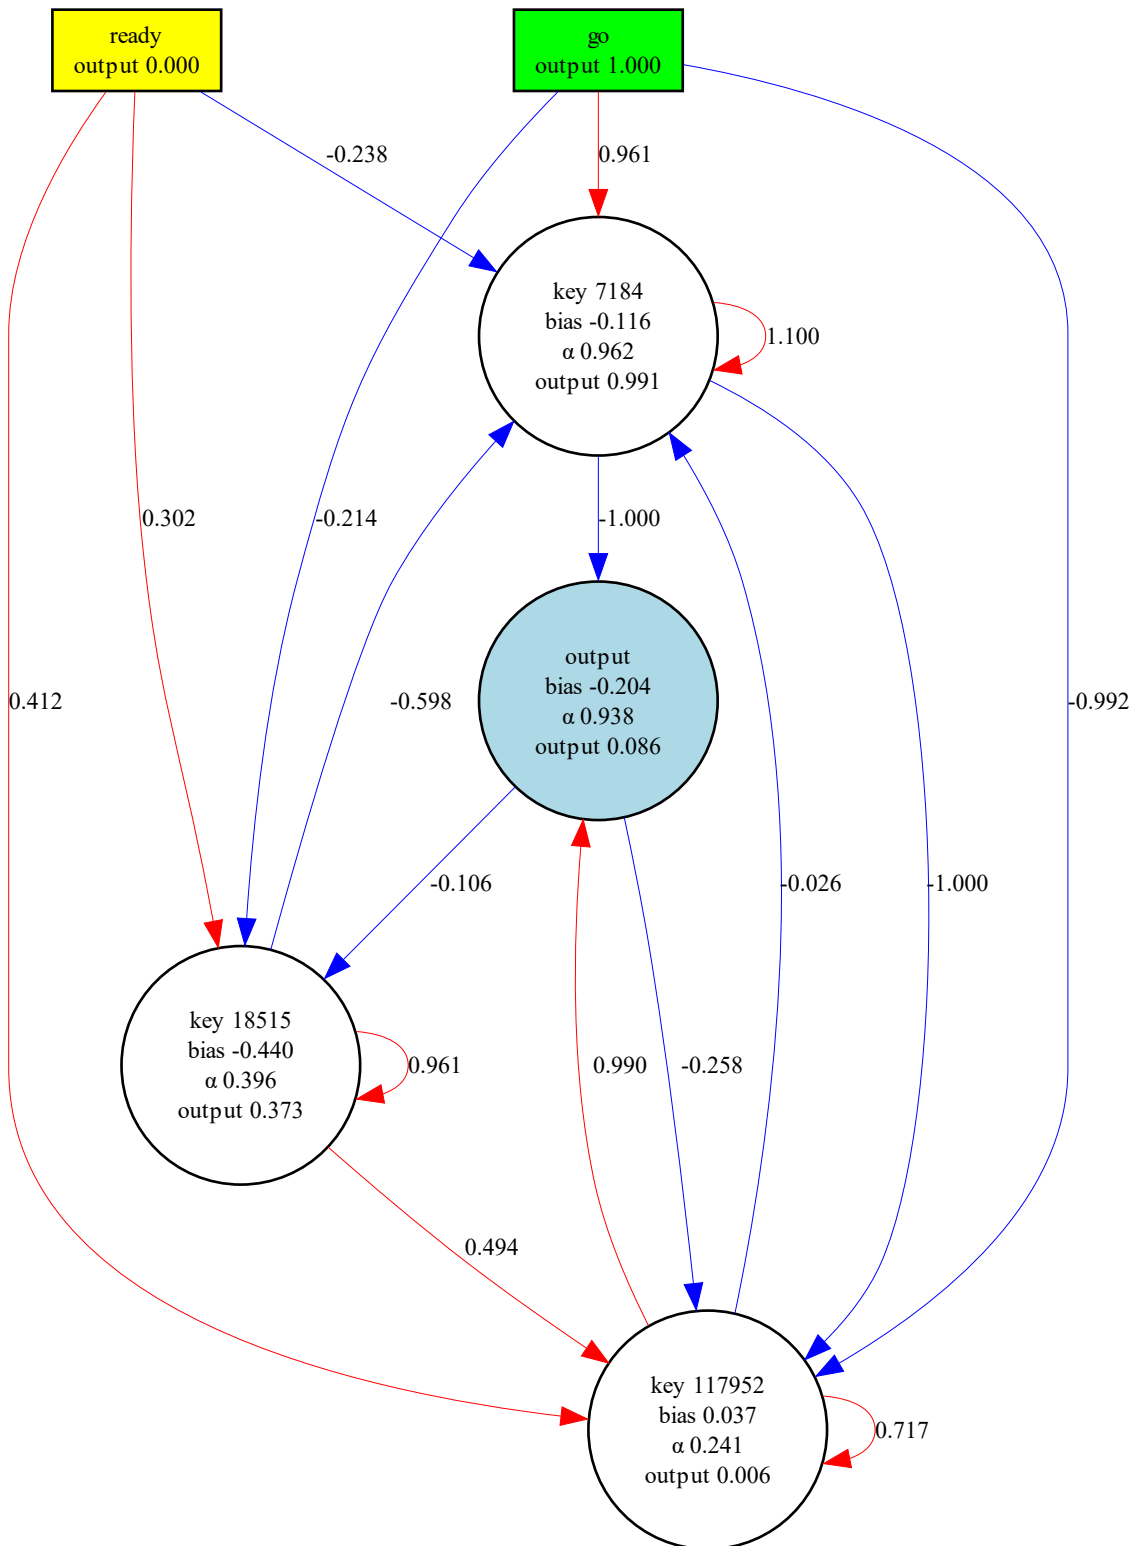 ready
output 0.000
go
output 1.000
-0.238
0.961
key 7184
bias -0.116
α 0.962
output 0.991
1.100
0.302
-0.214
-1.000
output
bias -0.204
α 0.938
output 0.086
0.412
-0.598
-0.992
-0.106
-0.026
-1.000
key 18515
bias -0.440
α 0.396
output 0.373
0.961
0.990
-0.258
0.494
key 117952
bias 0.037
α 0.241
output 0.006
0.717